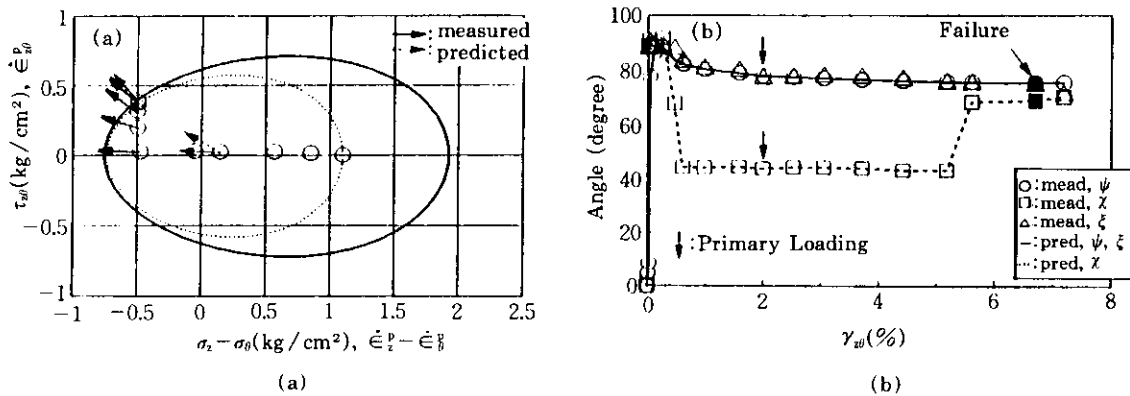 (a)
→:measured
⇢:predicted
1
0.5
0
−0.5
−1
−1
−0.5
0
0.5
1
1.5
2
2.5
τzθ(kg/cm²), ϵ̇ᵖzθ
σz−σθ(kg/cm²), ϵ̇ᵖz−ϵ̇ᵖθ
(a)
(b)
Failure
100
80
60
40
20
0
0
2
4
6
8
Angle (degree)
↓:Primary Loading
○:mead, ψ
□:mead, χ
△:mead, ξ
−:pred, ψ, ξ
┈:pred, χ
γzθ(%)
(b)